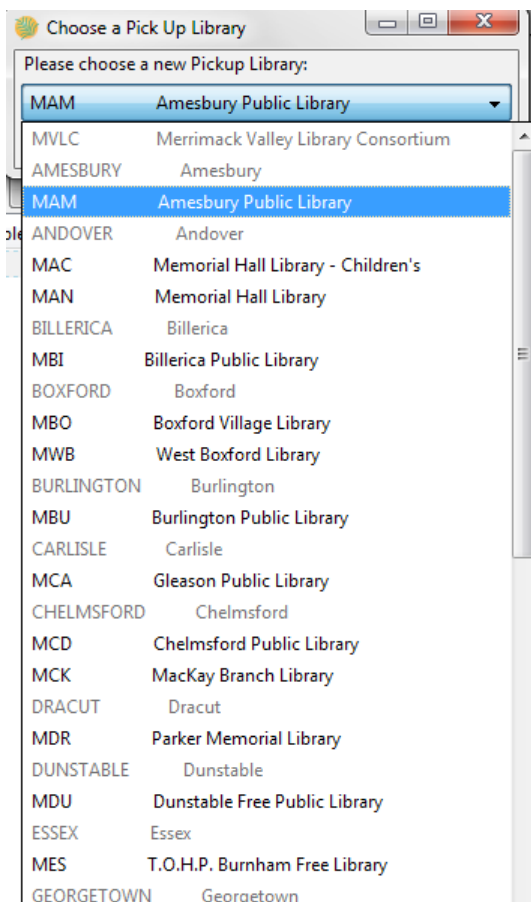 Choose a Pick Up Library
Please choose a new Pickup Library:
MAM Amesbury Public Library
MVLC Merrimack Valley Library Consortium
AMESBURY Amesbury
MAM Amesbury Public Library
ANDOVER Andover
MAC Memorial Hall Library - Children's
MAN Memorial Hall Library
BILLERICA Billerica
MBI Billerica Public Library
BOXFORD Boxford
MBO Boxford Village Library
MWB West Boxford Library
BURLINGTON Burlington
MBU Burlington Public Library
CARLISLE Carlisle
MCA Gleason Public Library
CHELMSFORD Chelmsford
MCD Chelmsford Public Library
MCK MacKay Branch Library
DRACUT Dracut
MDR Parker Memorial Library
DUNSTABLE Dunstable
MDU Dunstable Free Public Library
ESSEX Essex
MES T.O.H.P. Burnham Free Library
GEORGETOWN Georgetown